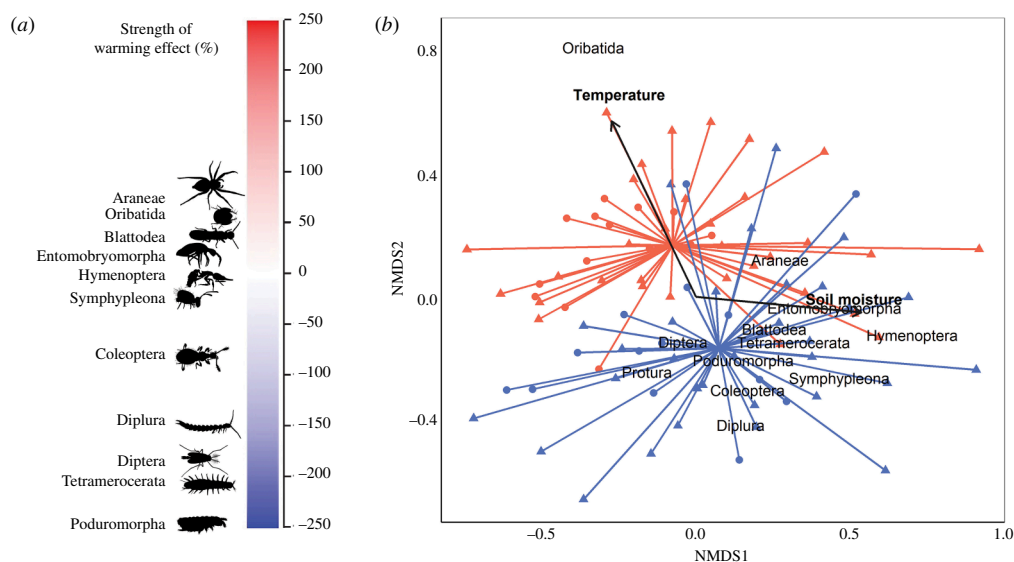 (a)
Strength of
warming effect (%)
250
200
150
100
50
0
−50
−100
−150
−200
−250
Araneae
Oribatida
Blattodea
Entomobryomorpha
Hymenoptera
Symphypleona
Coleoptera
Diplura
Diptera
Tetramerocerata
Poduromorpha
(b)
NMDS2
0.8
0.4
0.0
−0.4
Oribatida
Temperature
Araneae
Soil moisture
Entomobryomorpha
Blattodea
Hymenoptera
Diptera
Tetramerocerata
Poduromorpha
Protura
Symphypleona
Coleoptera
Diplura
−0.5
0.0
0.5
1.0
NMDS1